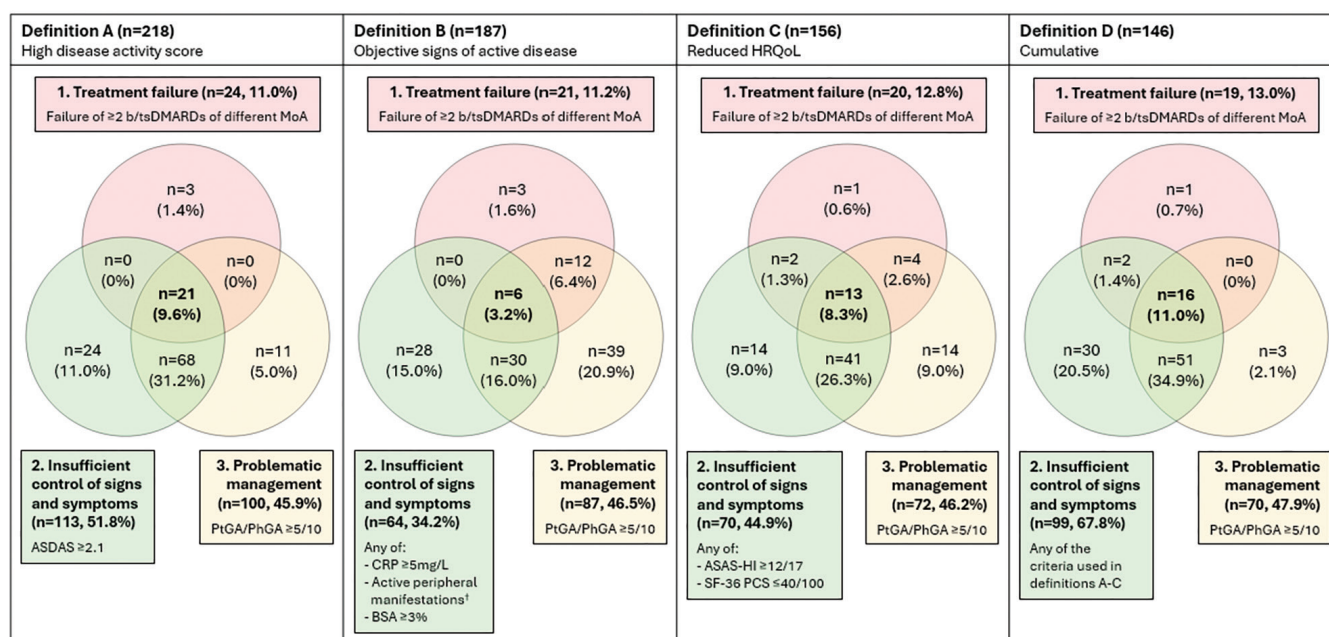 Definition A (n=218)
High disease activity score
1. Treatment failure (n=24, 11.0%)
Failure of ≥2 b/tsDMARDs of different MoA
n=3
(1.4%)
n=0
(0%)
n=0
(0%)
n=21
(9.6%)
n=24
(11.0%)
n=68
(31.2%)
n=11
(5.0%)
2. Insufficient
control of signs
and symptoms
(n=113, 51.8%)
ASDAS ≥2.1
3. Problematic
management
(n=100, 45.9%)
PtGA/PhGA ≥5/10
Definition B (n=187)
Objective signs of active disease
1. Treatment failure (n=21, 11.2%)
Failure of ≥2 b/tsDMARDs of different MoA
n=3
(1.6%)
n=0
(0%)
n=12
(6.4%)
n=6
(3.2%)
n=28
(15.0%)
n=30
(16.0%)
n=39
(20.9%)
2. Insufficient
control of signs
and symptoms
(n=64, 34.2%)
Any of:
- CRP ≥5mg/L
- Active peripheral
manifestations†
- BSA ≥3%
3. Problematic
management
(n=87, 46.5%)
PtGA/PhGA ≥5/10
Definition C (n=156)
Reduced HRQoL
1. Treatment failure (n=20, 12.8%)
Failure of ≥2 b/tsDMARDs of different MoA
n=1
(0.6%)
n=2
(1.3%)
n=4
(2.6%)
n=13
(8.3%)
n=14
(9.0%)
n=41
(26.3%)
n=14
(9.0%)
2. Insufficient
control of signs
and symptoms
(n=70, 44.9%)
Any of:
- ASAS-HI ≥12/17
- SF-36 PCS ≤40/100
3. Problematic
management
(n=72, 46.2%)
PtGA/PhGA ≥5/10
Definition D (n=146)
Cumulative
1. Treatment failure (n=19, 13.0%)
Failure of ≥2 b/tsDMARDs of different MoA
n=1
(0.7%)
n=2
(1.4%)
n=0
(0%)
n=16
(11.0%)
n=30
(20.5%)
n=51
(34.9%)
n=3
(2.1%)
2. Insufficient
control of signs
and symptoms
(n=99, 67.8%)
Any of the
criteria used in
definitions A-C
3. Problematic
management
(n=70, 47.9%)
PtGA/PhGA ≥5/10